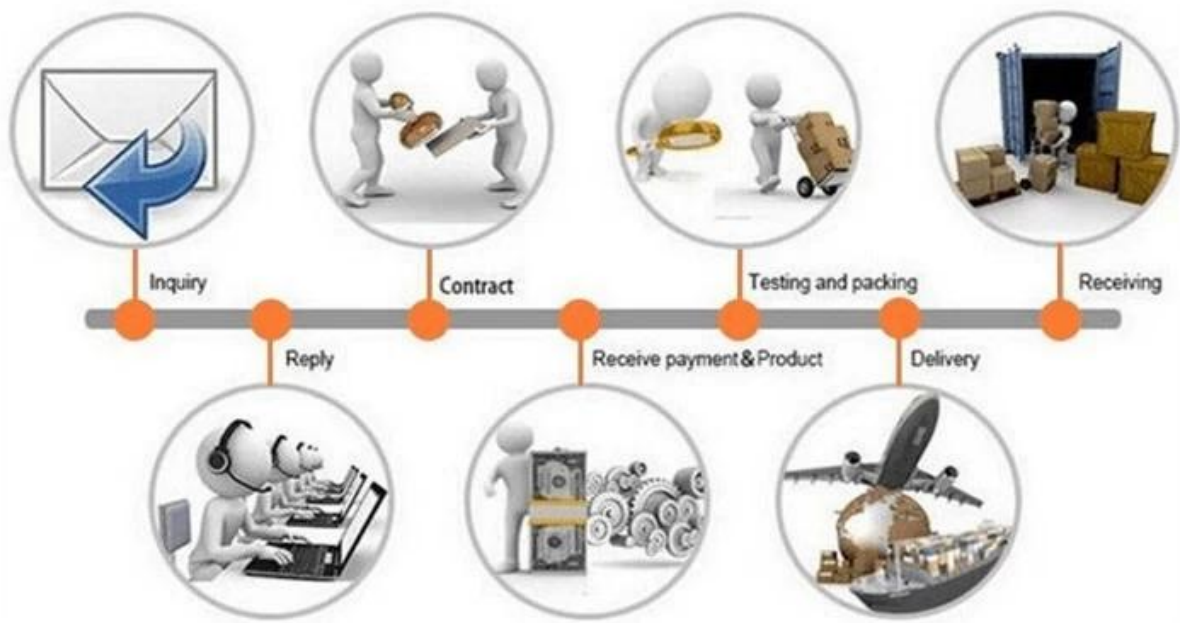 Inquiry
Reply
Contract
Receive payment&Product
Testing and packing
Delivery
Receiving